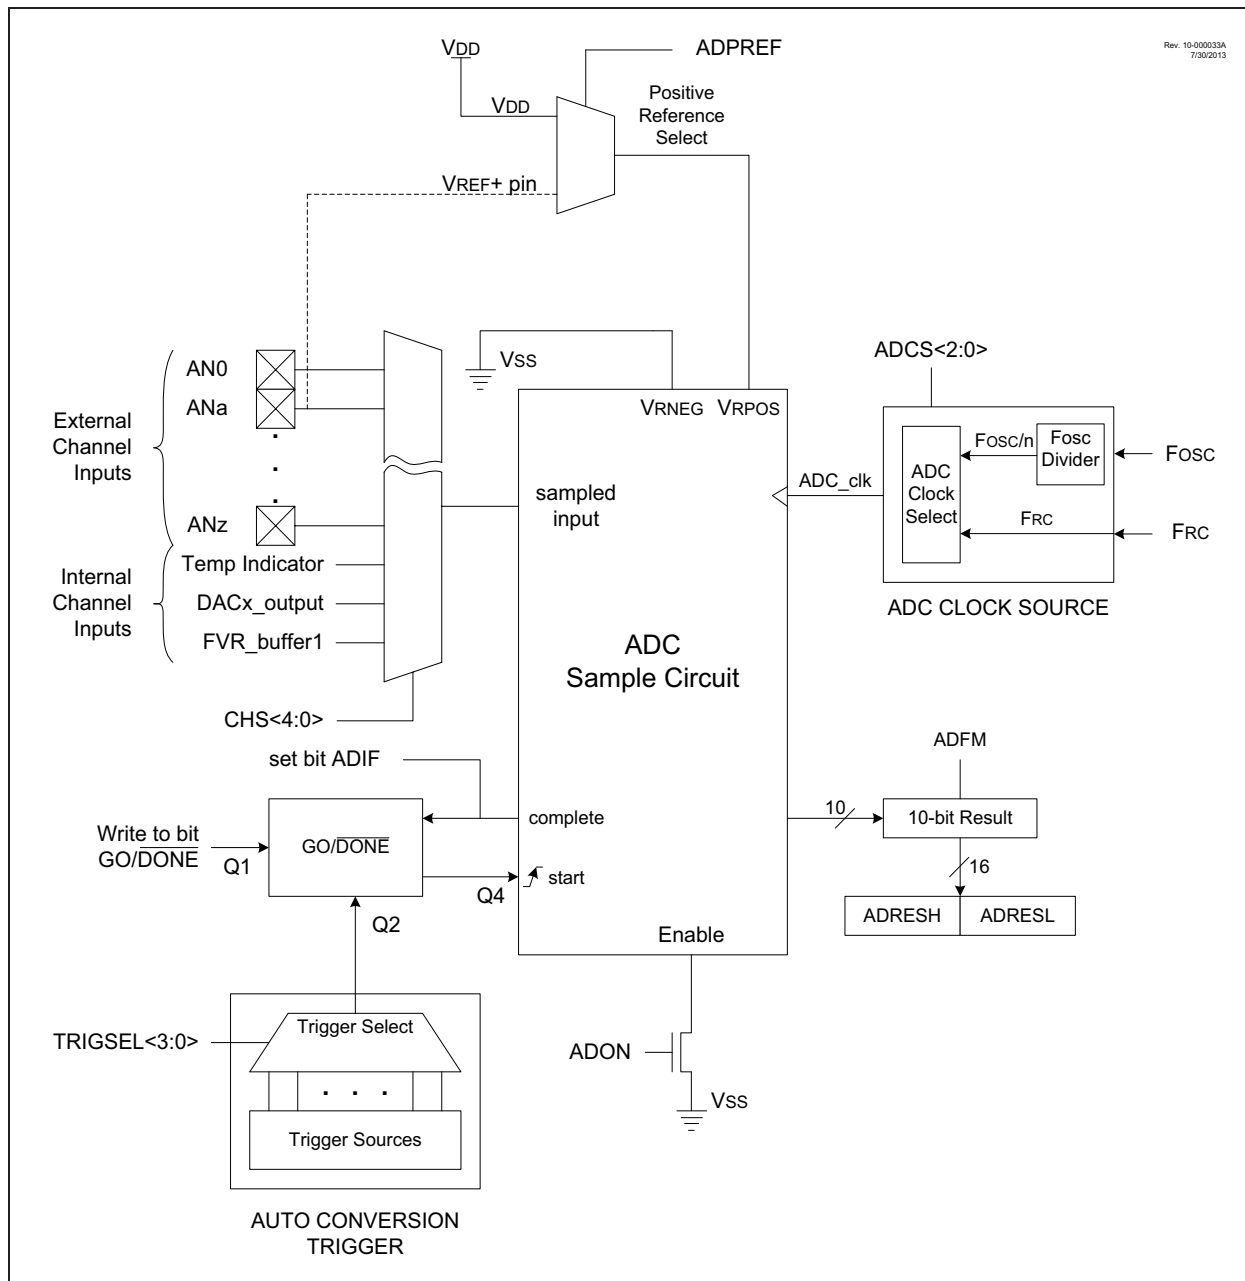 Rev. 10-000033A
7/30/2013
VDD
ADPREF
VDD
Positive
Reference
Select
VREF+ pin
ADCS<2:0>
VSS
External
Channel
Inputs
AN0
ANa
.
.
.
ANz
VRNEG
VRPOS
sampled
input
ADC_clk
ADC
Clock
Select
FOSC/n
Fosc
Divider
FOSC
FRC
FRC
ADC CLOCK SOURCE
Internal
Channel
Inputs
Temp Indicator
DACx_output
FVR_buffer1
CHS<4:0>
ADC
Sample Circuit
set bit ADIF
complete
Write to bit
GO/DONE
Q1
GO/DONE
Q4
start
Q2
ADFM
10
10-bit Result
16
ADRESH
ADRESL
Enable
TRIGSEL<3:0>
Trigger Select
. . .
Trigger Sources
AUTO CONVERSION
TRIGGER
ADON
VSS